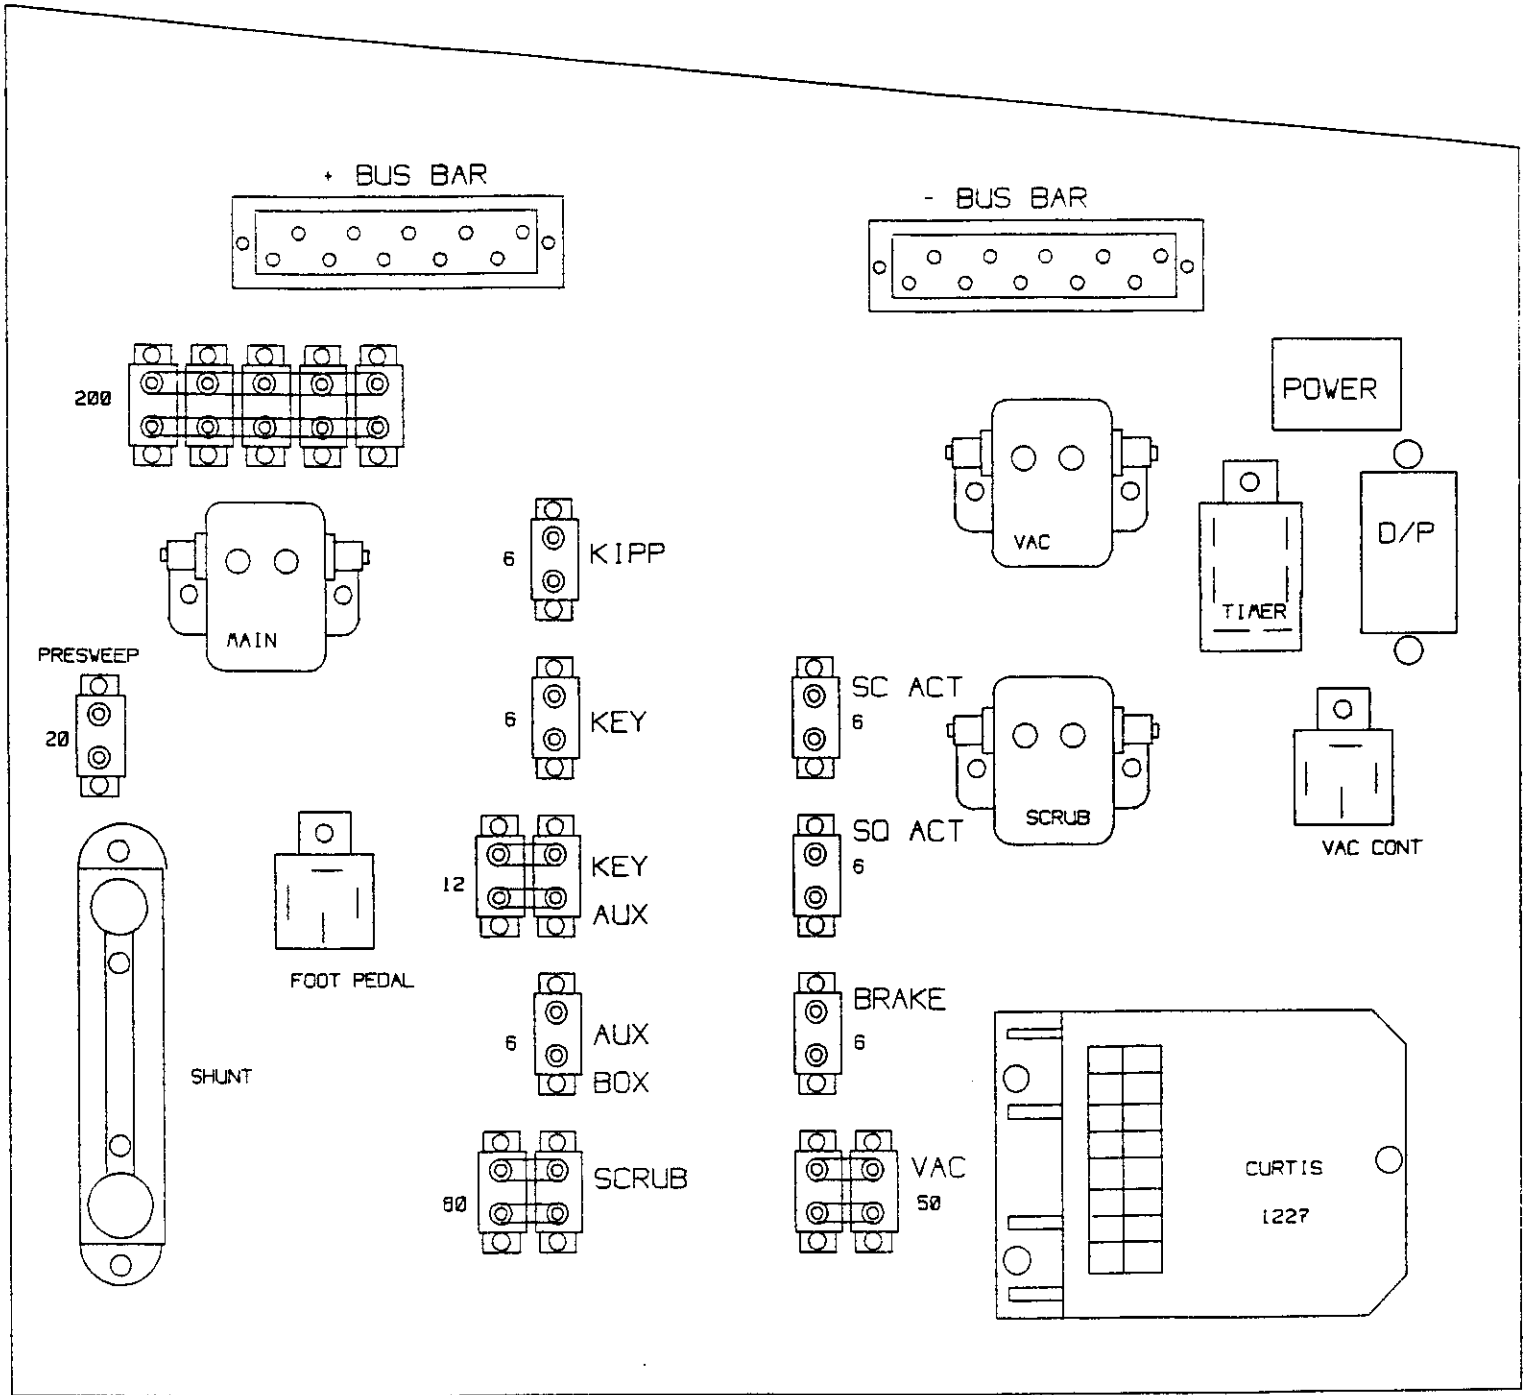 + BUS BAR
- BUS BAR
200
POWER
VAC
D/P
TIMER
6 KIPP
MAIN
PRESWEEP
20
6 KEY
SC ACT
6
SCRUB
VAC CONT
12 KEY
AUX
SQ ACT
6
FOOT PEDAL
6 AUX
BOX
BRAKE
6
SHUNT
80 SCRUB
VAC
50
CURTIS
1227